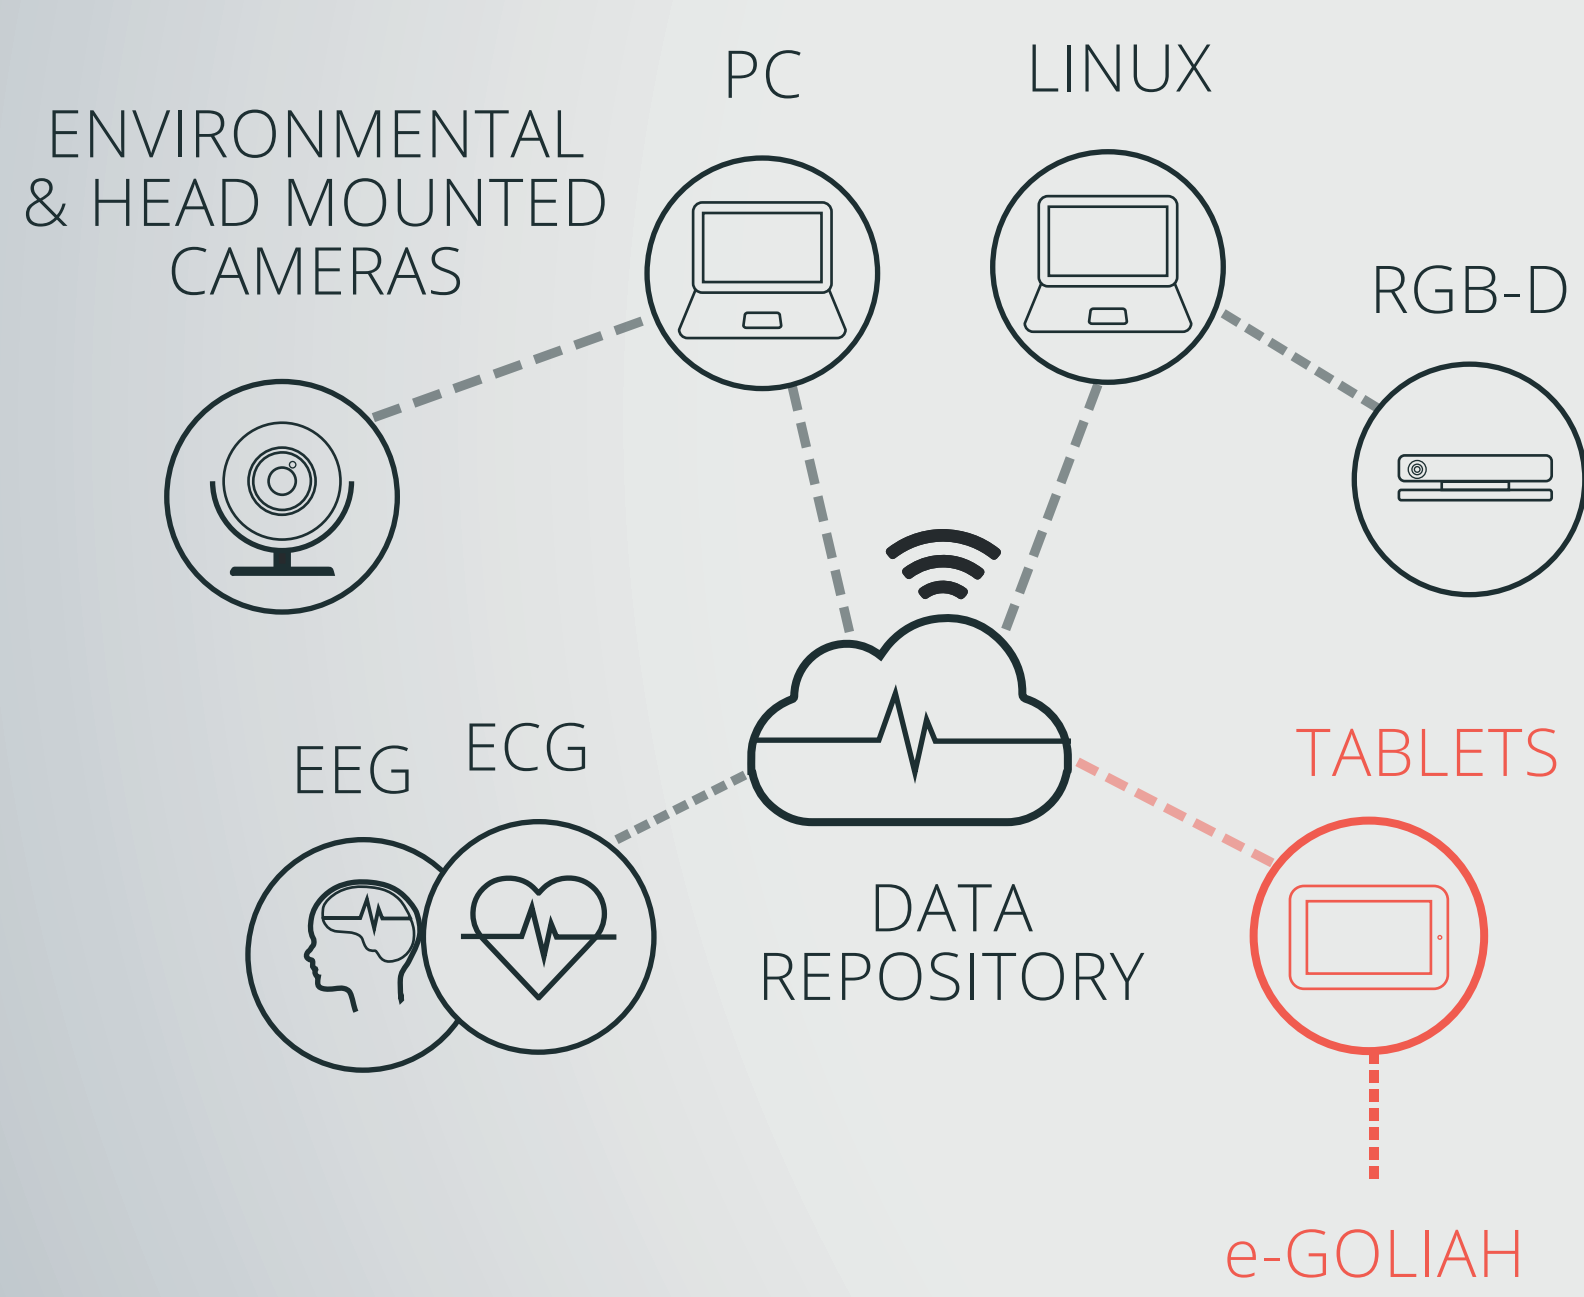 PC
LINUX
ENVIRONMENTAL
& HEAD MOUNTED
CAMERAS
RGB-D
EEG
ECG
TABLETS
DATA
REPOSITORY
e-GOLIAH